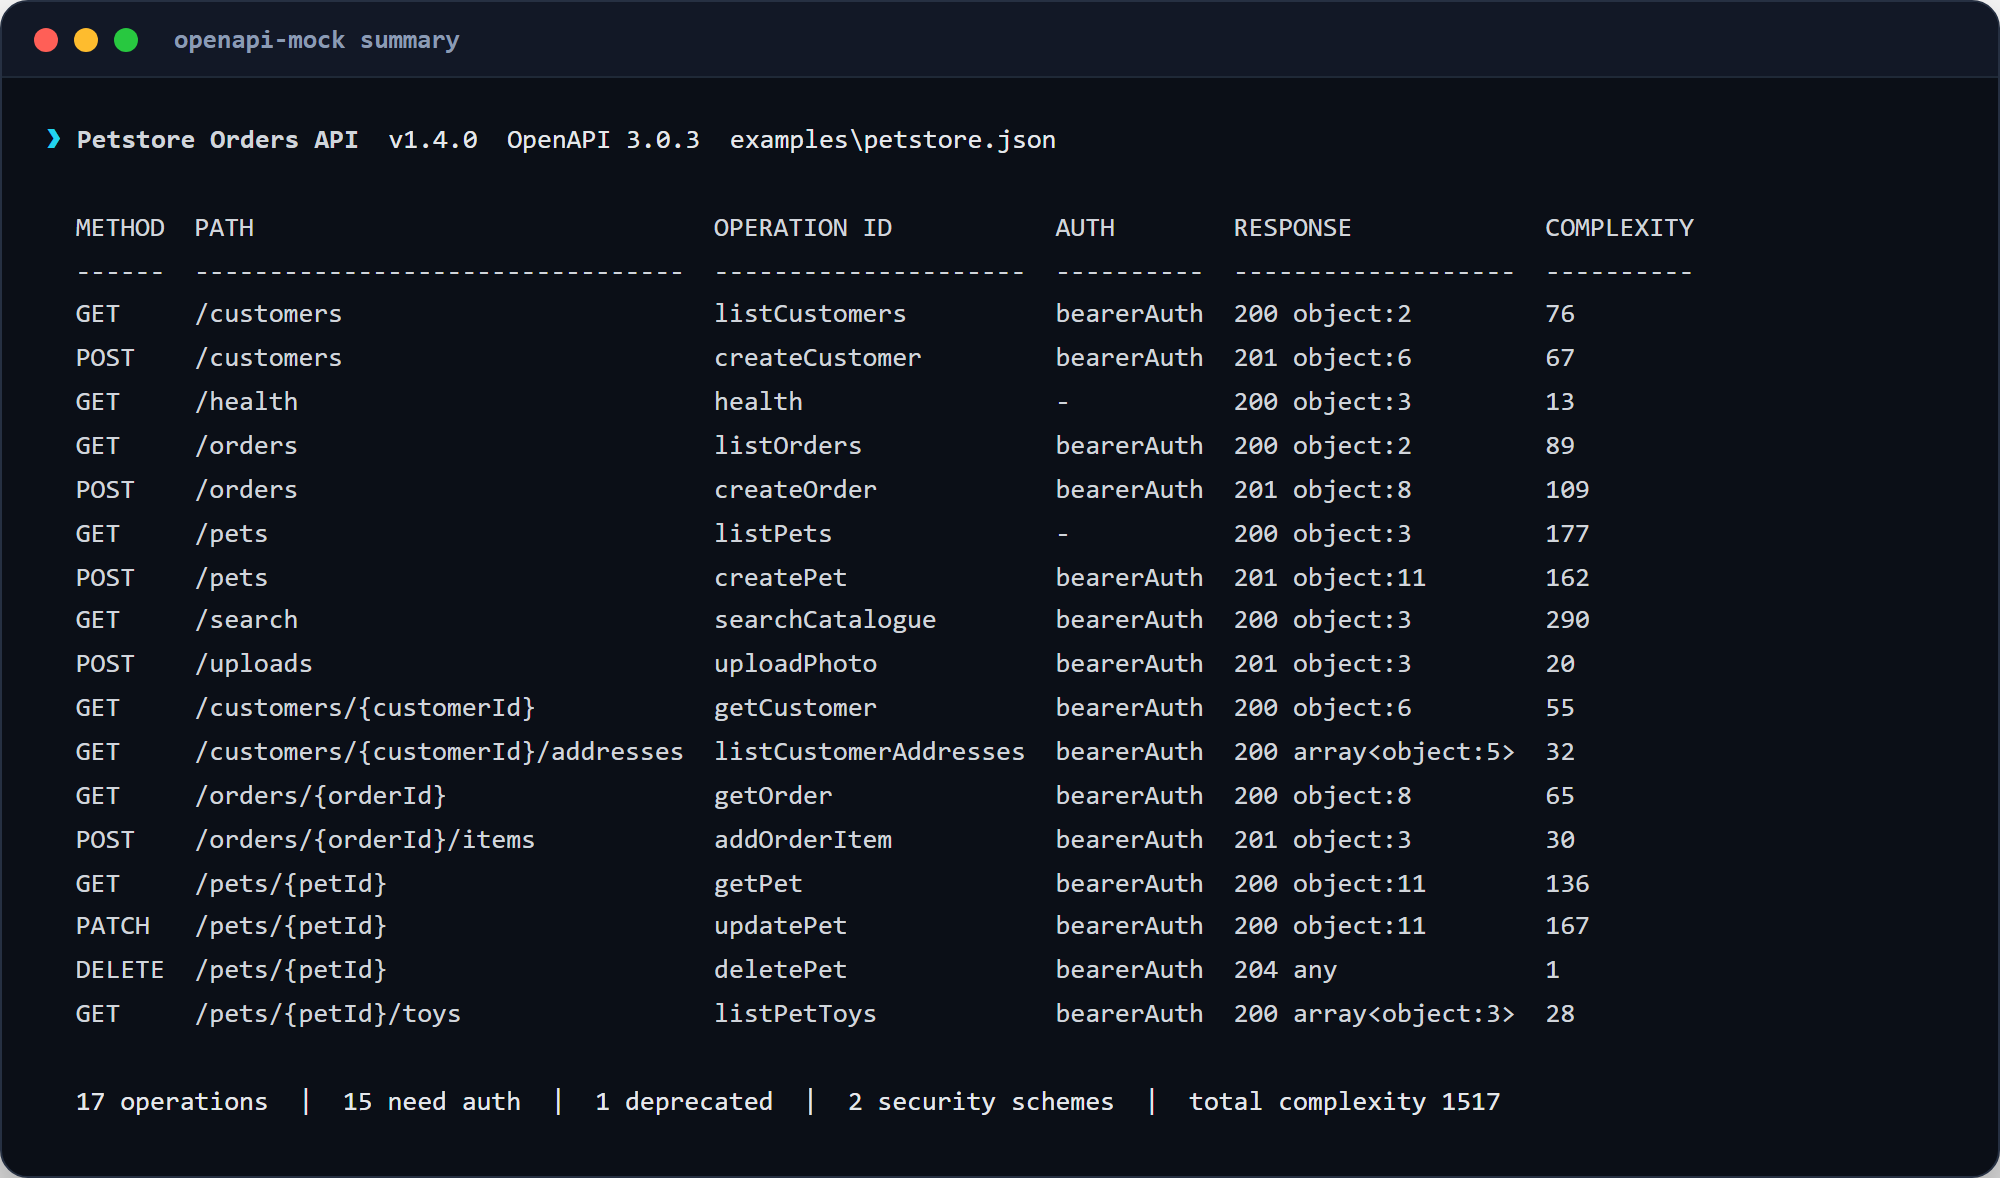 openapi-mock summary
❯ Petstore Orders API  v1.4.0  OpenAPI 3.0.3  examples\petstore.json
METHOD  PATH                               OPERATION ID           AUTH        RESPONSE             COMPLEXITY
------  ---------------------------------  ---------------------  ----------  -------------------  ----------
GET     /customers                         listCustomers          bearerAuth  200 object:2         76
POST    /customers                         createCustomer         bearerAuth  201 object:6         67
GET     /health                            health                 -           200 object:3         13
GET     /orders                            listOrders             bearerAuth  200 object:2         89
POST    /orders                            createOrder            bearerAuth  201 object:8         109
GET     /pets                              listPets               -           200 object:3         177
POST    /pets                              createPet              bearerAuth  201 object:11        162
GET     /search                            searchCatalogue        bearerAuth  200 object:3         290
POST    /uploads                           uploadPhoto            bearerAuth  201 object:3         20
GET     /customers/{customerId}            getCustomer            bearerAuth  200 object:6         55
GET     /customers/{customerId}/addresses  listCustomerAddresses  bearerAuth  200 array<object:5>  32
GET     /orders/{orderId}                  getOrder               bearerAuth  200 object:8         65
POST    /orders/{orderId}/items            addOrderItem           bearerAuth  201 object:3         30
GET     /pets/{petId}                      getPet                 bearerAuth  200 object:11        136
PATCH   /pets/{petId}                      updatePet              bearerAuth  200 object:11        167
DELETE  /pets/{petId}                      deletePet              bearerAuth  204 any              1
GET     /pets/{petId}/toys                 listPetToys            bearerAuth  200 array<object:3>  28
17 operations  |  15 need auth  |  1 deprecated  |  2 security schemes  |  total complexity 1517